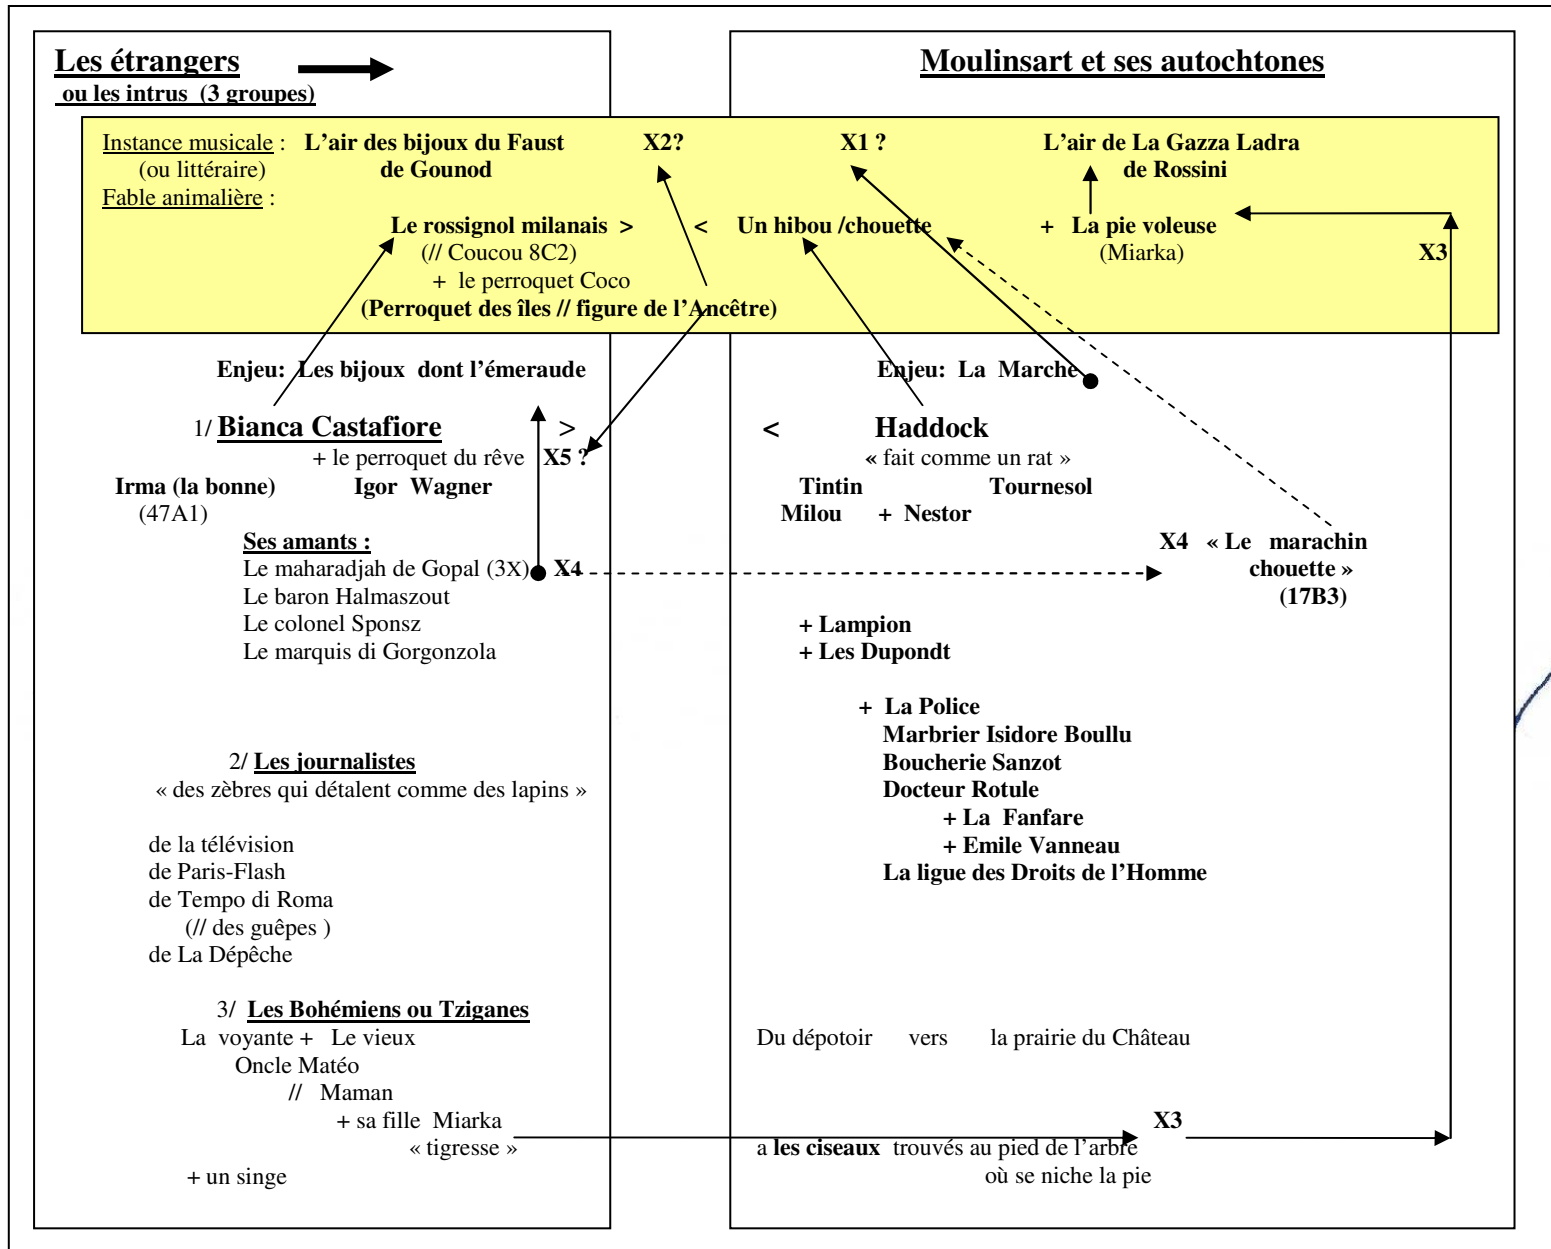 Les étrangers
ou les intrus (3 groupes)
Moulinsart et ses autochtones
Instance musicale : L'air des bijoux du Faust X2? X1 ? L'air de La Gazza Ladra
(ou littéraire) de Gounod de Rossini
Fable animalière :
Le rossignol milanais > < Un hibou /chouette + La pie voleuse
(// Coucou 8C2) (Miarka) X3
+ le perroquet Coco
(Perroquet des îles // figure de l'Ancêtre)
Enjeu: Les bijoux dont l'émeraude
Enjeu: La Marche
1/ Bianca Castafiore > < Haddock
+ le perroquet du rêve X5 ? « fait comme un rat »
Irma (la bonne) Igor Wagner Tintin Tournesol
(47A1) Milou + Nestor
Ses amants : X4 « Le marachin
Le maharadjah de Gopal (3X) X4 chouette »
Le baron Halmaszout (17B3)
Le colonel Sponsz + Lampion
Le marquis di Gorgonzola + Les Dupondt
+ La Police
Marbrier Isidore Boullu
2/ Les journalistes Boucherie Sanzot
« des zèbres qui détalent comme des lapins » Docteur Rotule
+ La Fanfare
de la télévision + Emile Vanneau
de Paris-Flash La ligue des Droits de l'Homme
de Tempo di Roma
(// des guêpes )
de La Dépêche
3/ Les Bohémiens ou Tziganes
La voyante + Le vieux Du dépotoir vers la prairie du Château
Oncle Matéo
// Maman
+ sa fille Miarka X3
« tigresse » a les ciseaux trouvés au pied de l'arbre
+ un singe où se niche la pie